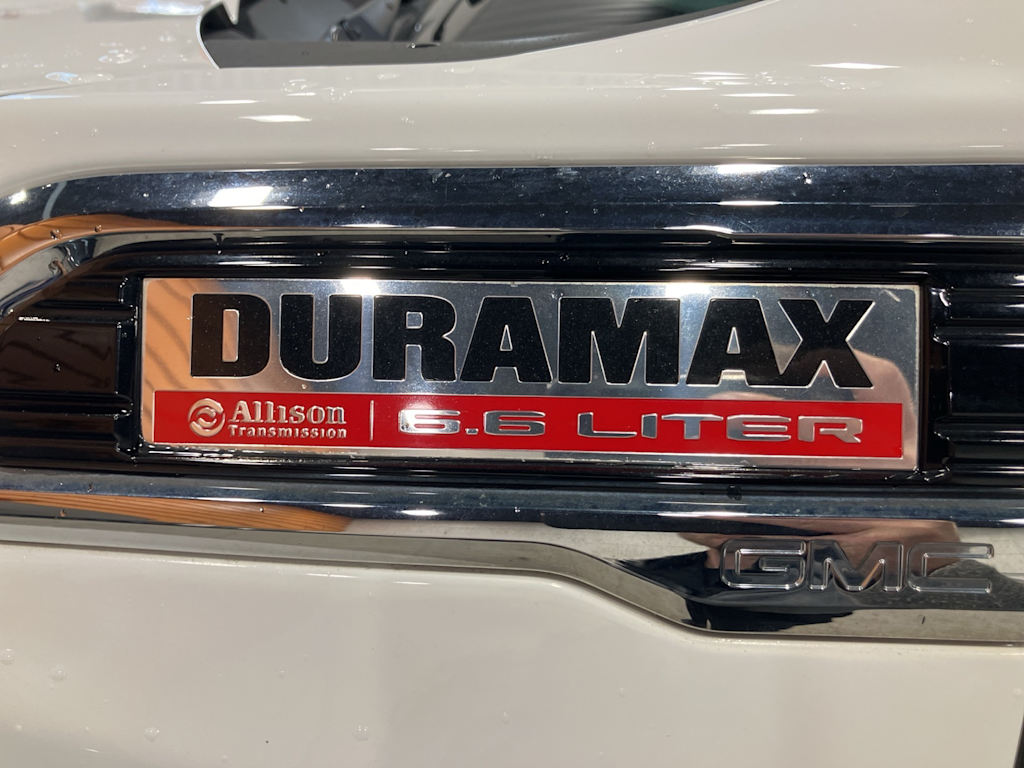 DURAMAX
Allison
Transmission
6.6 LITER
GMC